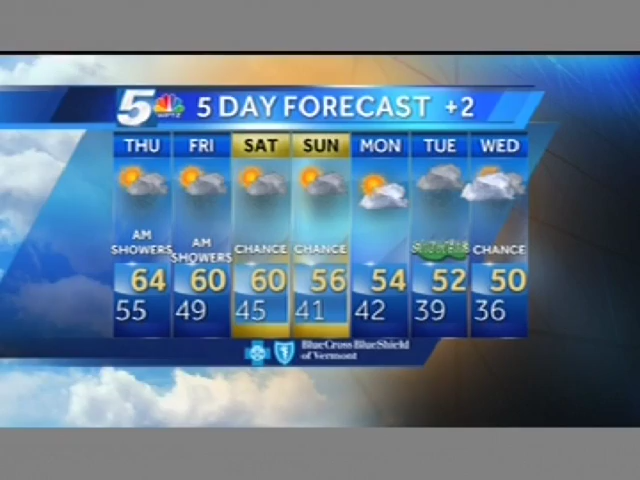 5 5 DAY FORECAST +2
THU FRI SAT SUN MON TUE WED
AM SHOWERS AM SHOWERS CHANCE CHANCE SHOWERS CHANCE
64 60 60 56 54 52 50
55 49 45 41 42 39 36
BlueCross BlueShield
of Vermont